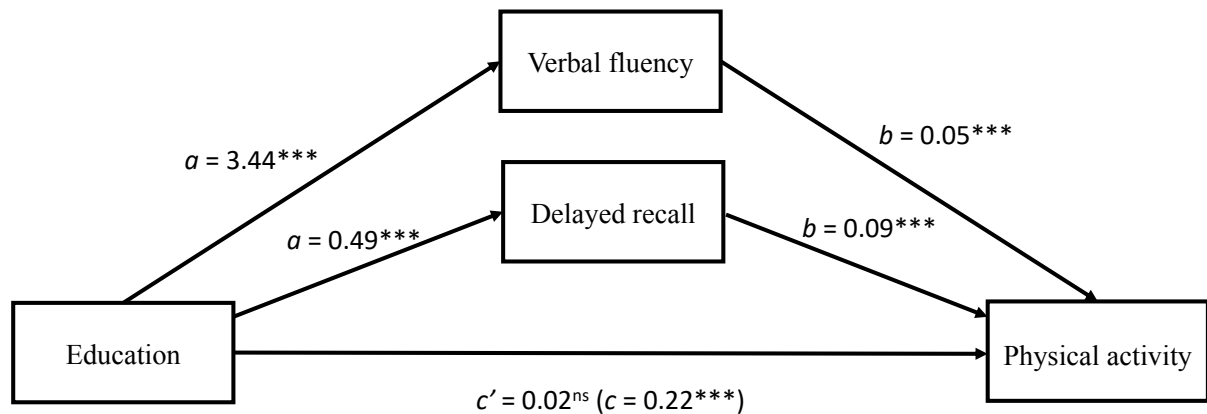 Verbal fluency
a = 3.44***
b = 0.05***
Delayed recall
a = 0.49***
b = 0.09***
Education
Physical activity
c’ = 0.02ns (c = 0.22***)